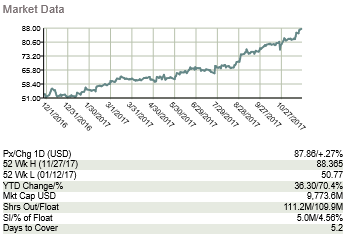 Market Data
88.00
80.60
73.20
65.80
58.40
51.00
12/1/2016
12/31/2016
1/30/2017
3/1/2017
3/31/2017
4/30/2017
5/30/2017
6/29/2017
7/29/2017
8/28/2017
9/27/2017
10/27/2017
Px/Chg 1D (USD) 87.86/+.27%
52 Wk H (11/27/17) 88.365
52 Wk L (01/12/17) 50.77
YTD Change/% 36.30/70.4%
Mkt Cap USD 9,773.6M
Shrs Out/Float 111.2M/109.9M
SI/% of Float 5.0M/4.56%
Days to Cover 5.2